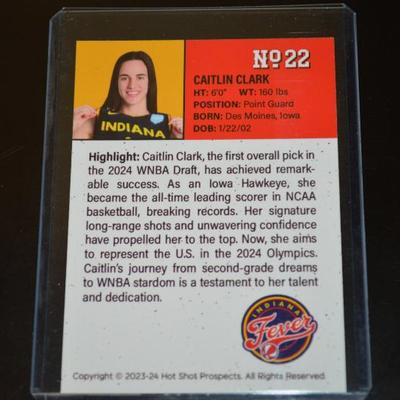 № 22
CAITLIN CLARK
HT: 6'0" WT: 160 lbs
POSITION: Point Guard
BORN: Des Moines, Iowa
DOB: 1/22/02
INDIANA
Highlight: Caitlin Clark, the first overall pick in
the 2024 WNBA Draft, has achieved remark-
able success. As an Iowa Hawkeye, she
became the all-time leading scorer in NCAA
basketball, breaking records. Her signature
long-range shots and unwavering confidence
have propelled her to the top. Now, she aims
to represent the U.S. in the 2024 Olympics.
Caitlin's journey from second-grade dreams
to WNBA stardom is a testament to her talent
and dedication.
INDIANA
Fever
Copyright © 2023-24 Hot Shot Prospects. All Rights Reserved.